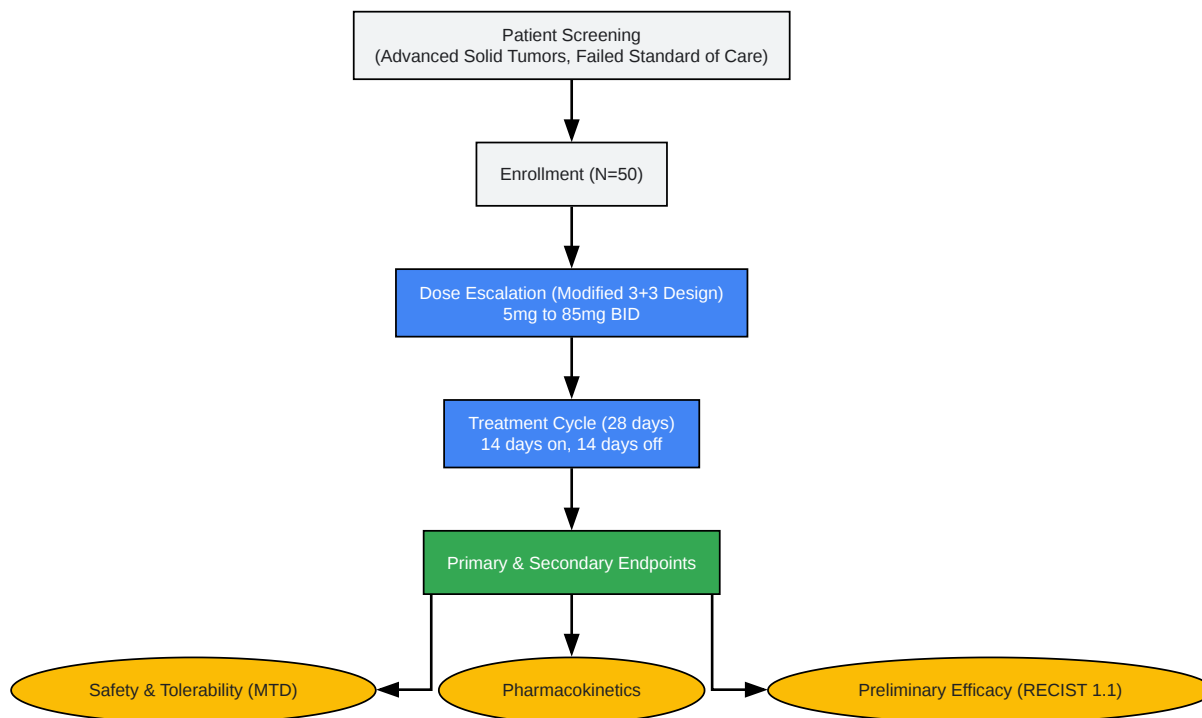 Patient Screening
(Advanced Solid Tumors, Failed Standard of Care)
Enrollment (N=50)
Dose Escalation (Modified 3+3 Design)
5mg to 85mg BID
Treatment Cycle (28 days)
14 days on, 14 days off
Primary & Secondary Endpoints
Safety & Tolerability (MTD)
Pharmacokinetics
Preliminary Efficacy (RECIST 1.1)